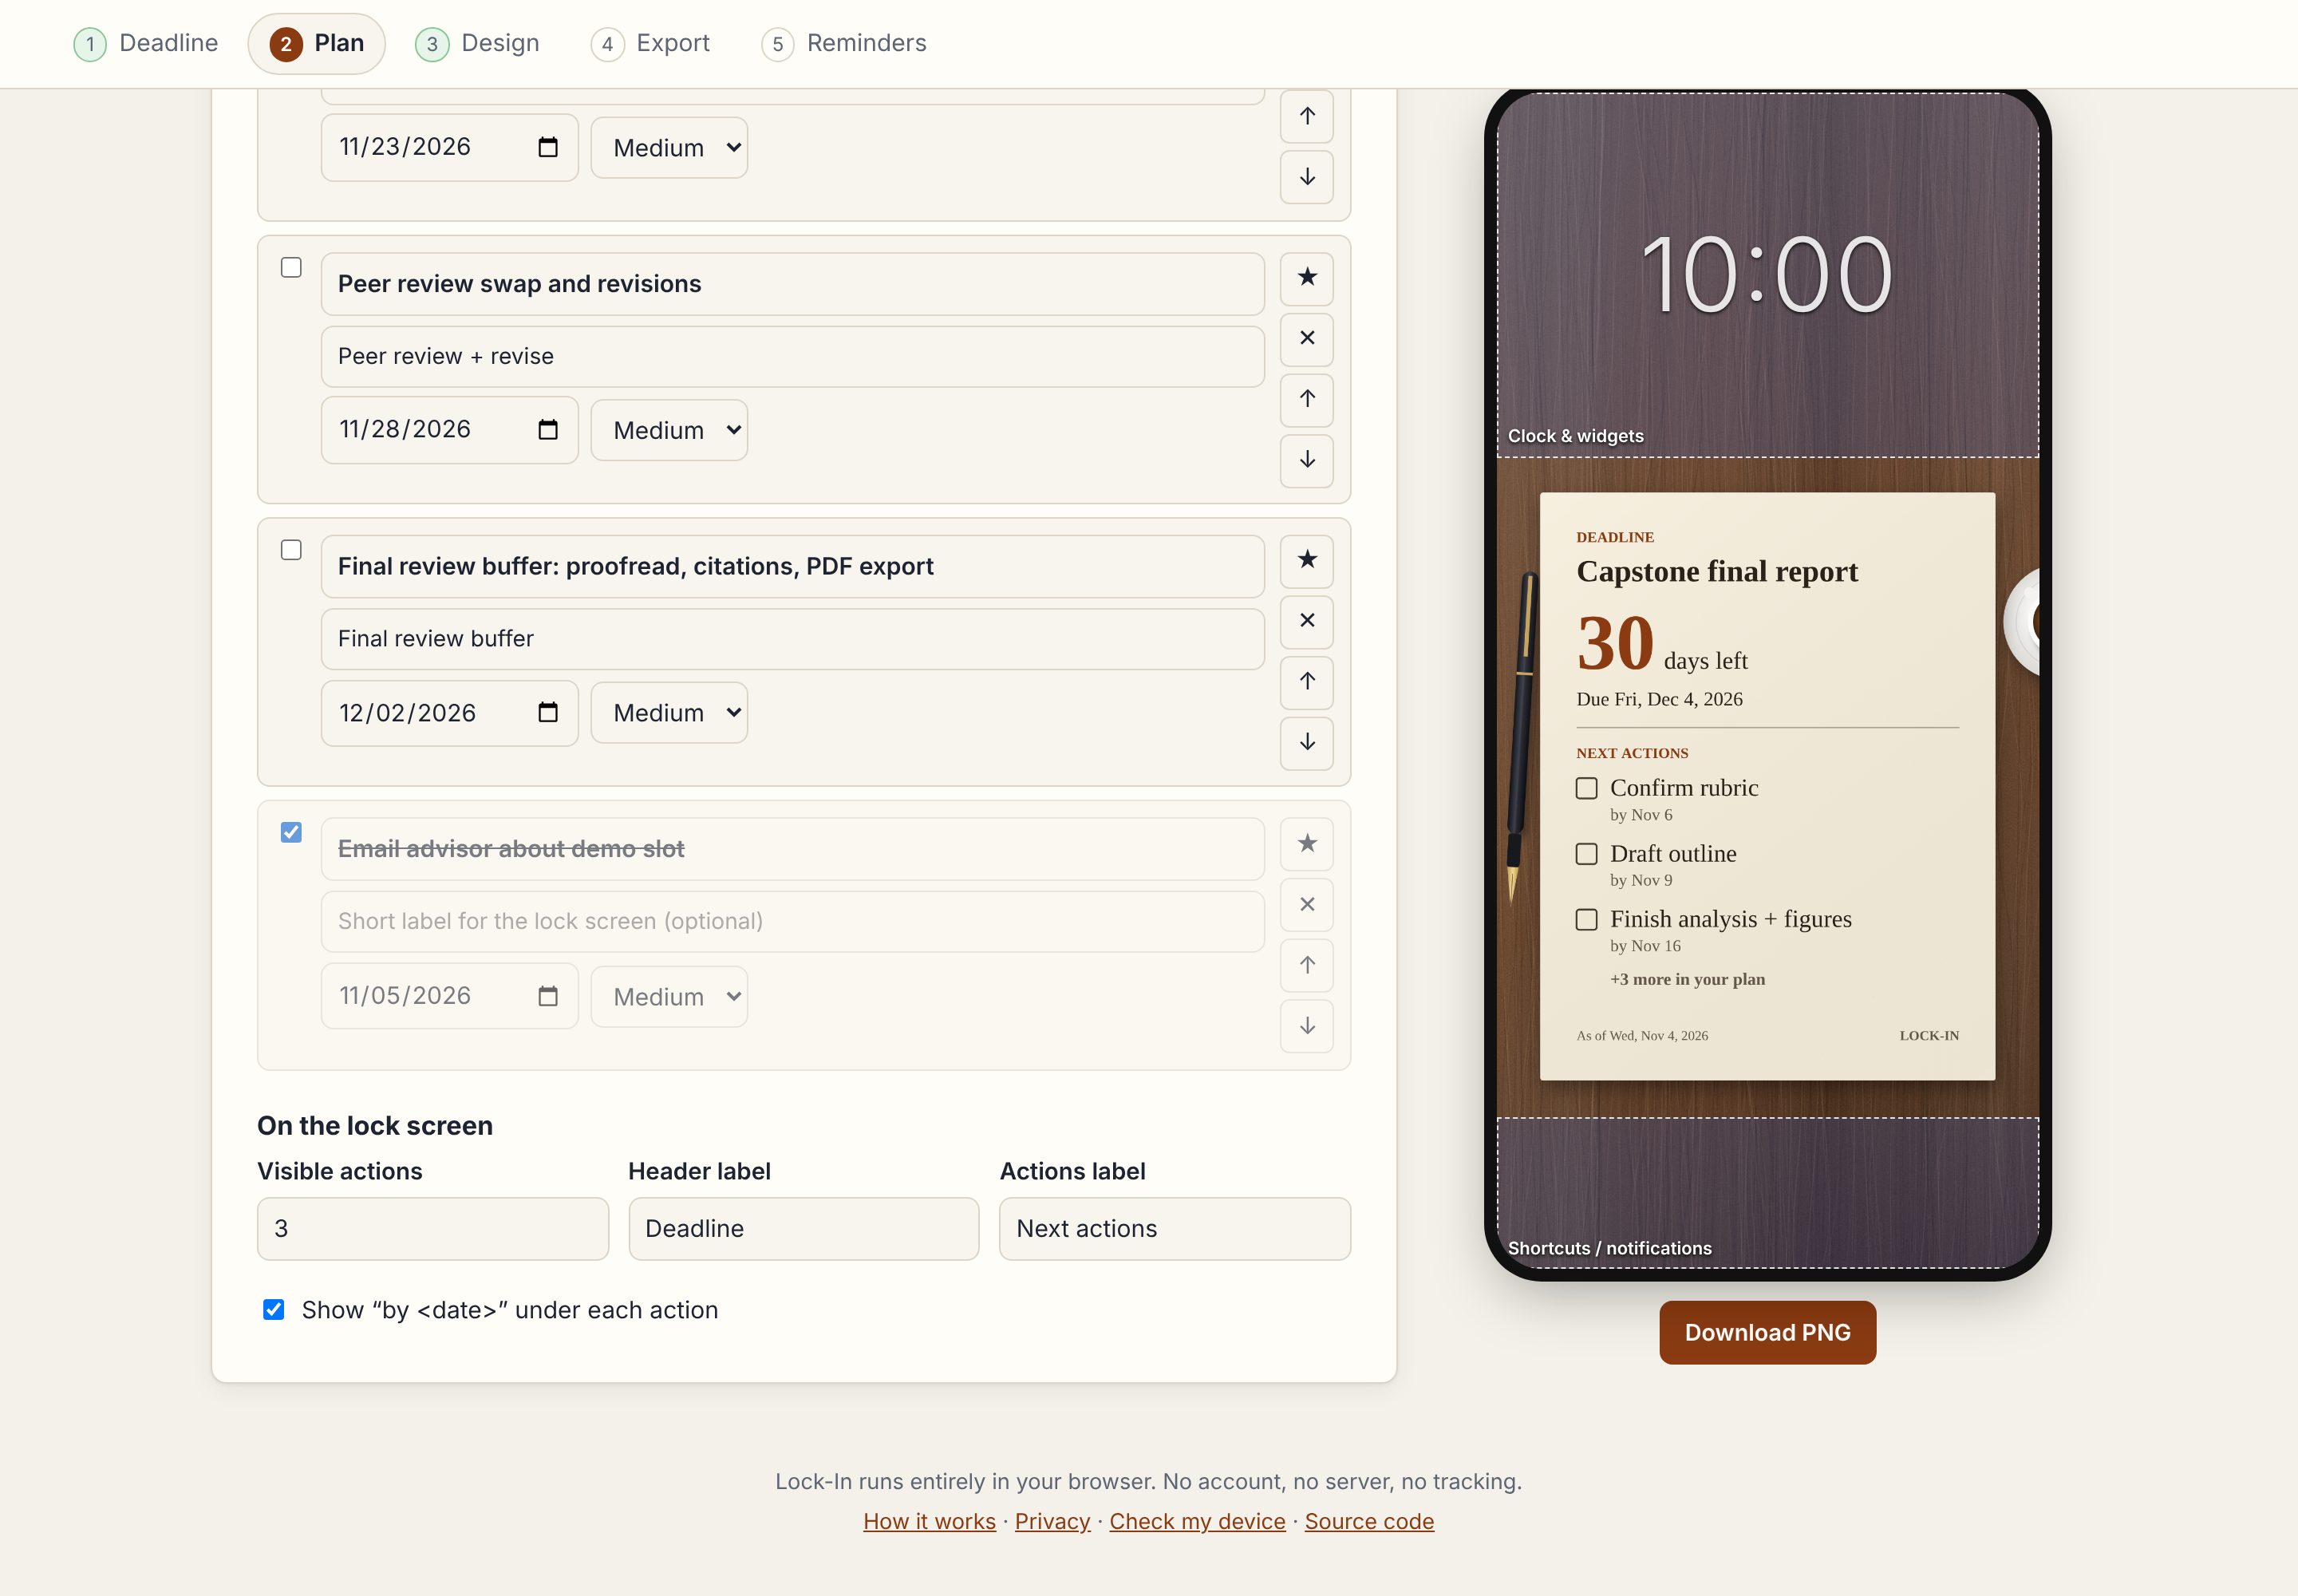 1 Deadline
2 Plan
3 Design
4 Export
5 Reminders
11/23/2026
Medium
↑
↓
Peer review swap and revisions
Peer review + revise
11/28/2026
Medium
★
✕
↑
↓
Final review buffer: proofread, citations, PDF export
Final review buffer
12/02/2026
Medium
★
✕
↑
↓
Email advisor about demo slot
Short label for the lock screen (optional)
11/05/2026
Medium
★
✕
↑
↓
On the lock screen
Visible actions
3
Header label
Deadline
Actions label
Next actions
Show “by <date>” under each action
10:00
Clock & widgets
DEADLINE
Capstone final report
30 days left
Due Fri, Dec 4, 2026
NEXT ACTIONS
Confirm rubric
by Nov 6
Draft outline
by Nov 9
Finish analysis + figures
by Nov 16
+3 more in your plan
As of Wed, Nov 4, 2026
LOCK-IN
Shortcuts / notifications
Download PNG
Lock-In runs entirely in your browser. No account, no server, no tracking.
How it works · Privacy · Check my device · Source code